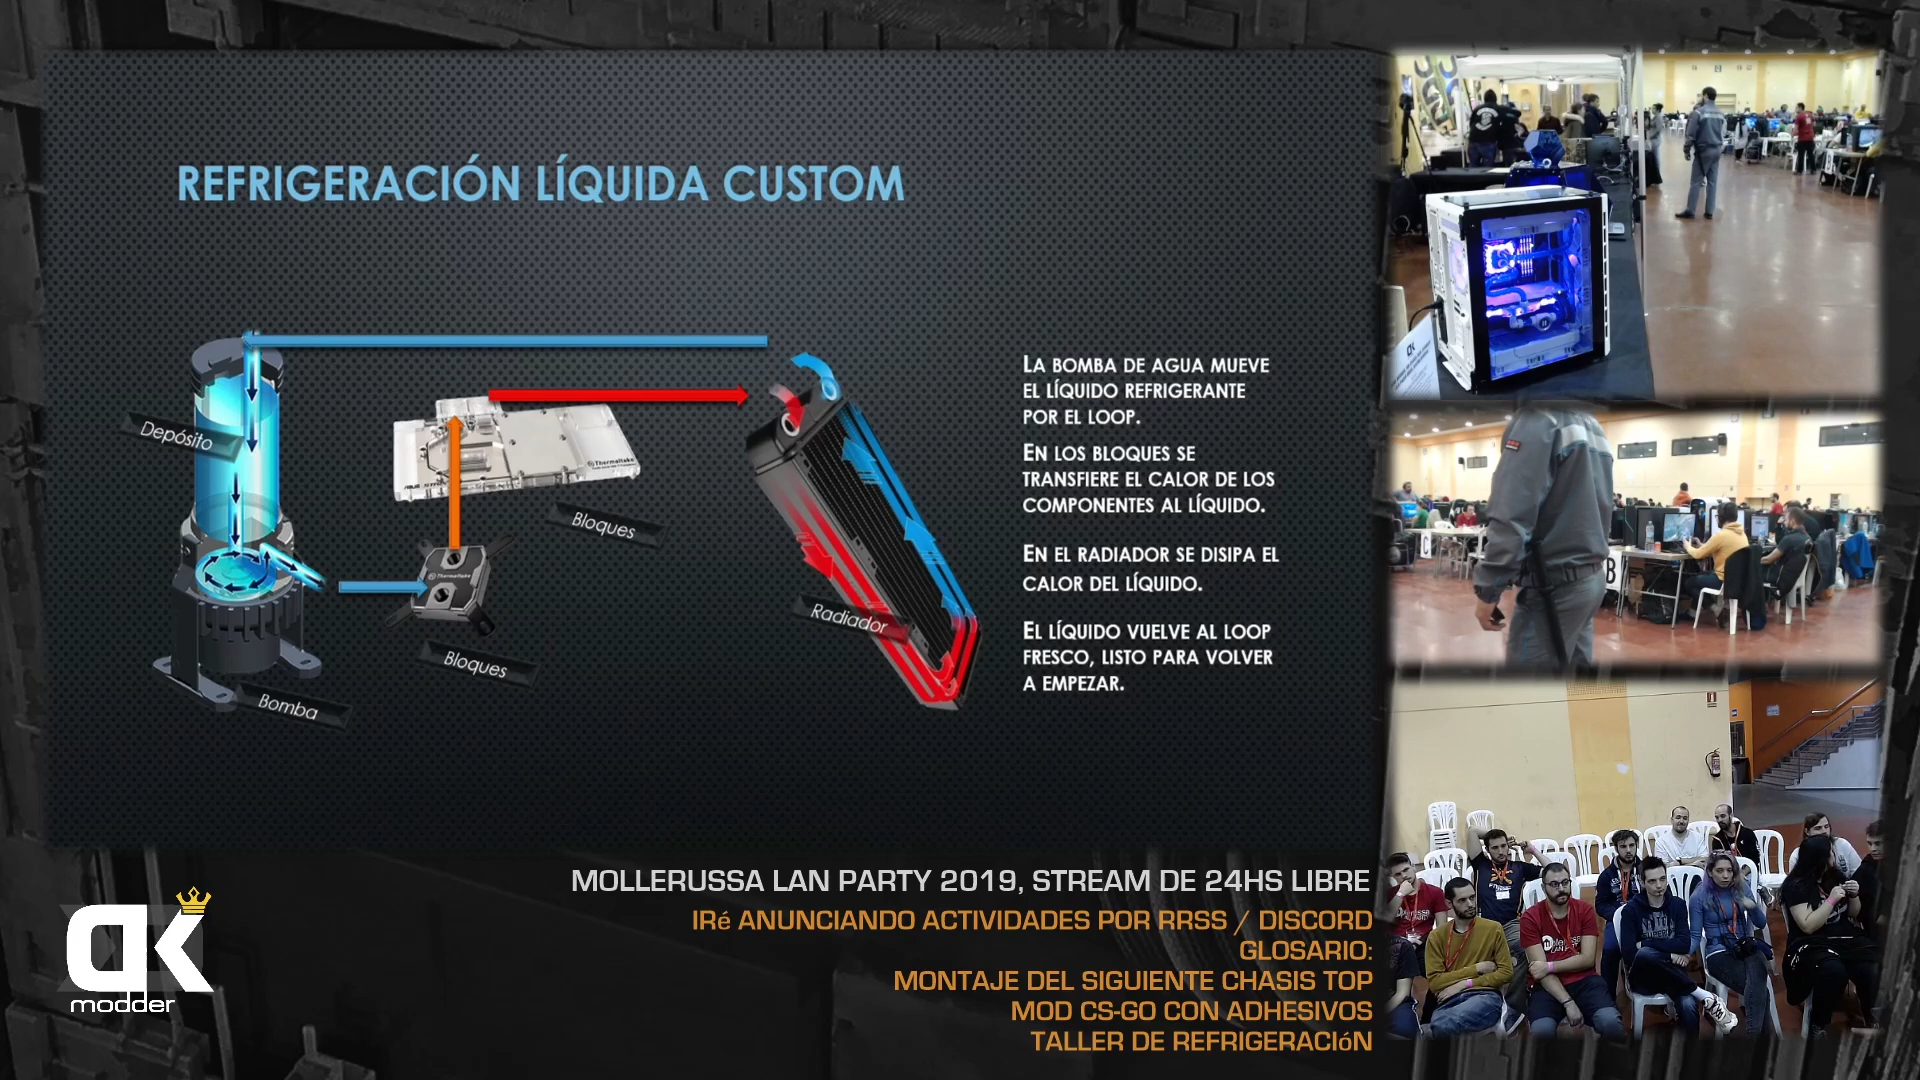 REFRIGERACIÓN LÍQUIDA CUSTOM
Depósito
Bloques
Bloques
Bomba
Radiador
Thermaltake
Thermaltake
LA BOMBA DE AGUA MUEVE
EL LÍQUIDO REFRIGERANTE
POR EL LOOP.
EN LOS BLOQUES SE
TRANSFIERE EL CALOR DE LOS
COMPONENTES AL LÍQUIDO.
EN EL RADIADOR SE DISIPA EL
CALOR DEL LÍQUIDO.
EL LÍQUIDO VUELVE AL LOOP
FRESCO, LISTO PARA VOLVER
A EMPEZAR.
MOLLERUSSA LAN PARTY 2019, STREAM DE 24HS LIBRE
IRé ANUNCIANDO ACTIVIDADES POR RRSS / DISCORD
GLOSARIO:
MONTAJE DEL SIGUIENTE CHASIS TOP
MOD CS-GO CON ADHESIVOS
TALLER DE REFRIGERACIóN
DK
modder
B